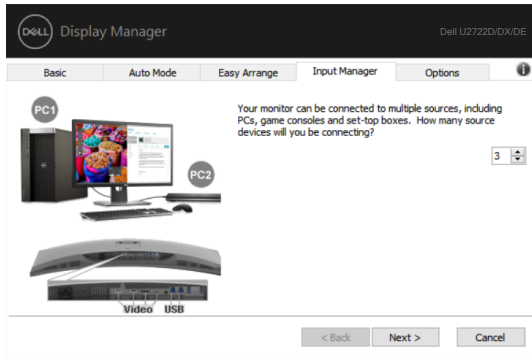 DELL Display Manager
Dell U2722D/DX/DE
Basic Auto Mode Easy Arrange Input Manager Options
PC1
Your monitor can be connected to multiple sources, including
PCs, game consoles and set-top boxes. How many source
devices will you be connecting?
3
PC2
Video USB
< Back Next > Cancel